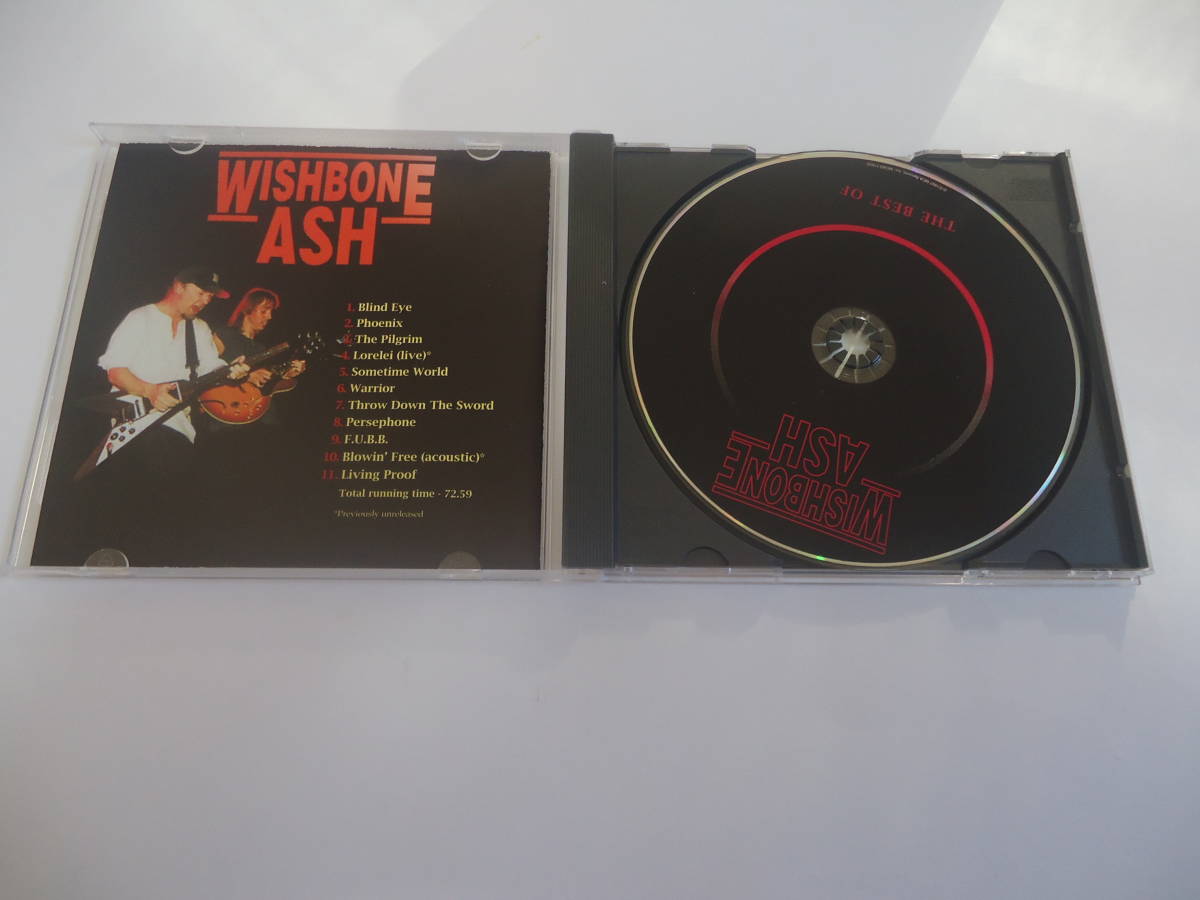 WISHBONE
ASH
1. Blind Eye
2. Phoenix
3. The Pilgrim
4. Lorelei (live)*
5. Sometime World
6. Warrior
7. Throw Down The Sword
8. Persephone
9. F.U.B.B.
10. Blowin' Free (acoustic)*
11. Living Proof
Total running time - 72.59
*Previously unreleased
THE BEST OF
WISHBONE
ASH